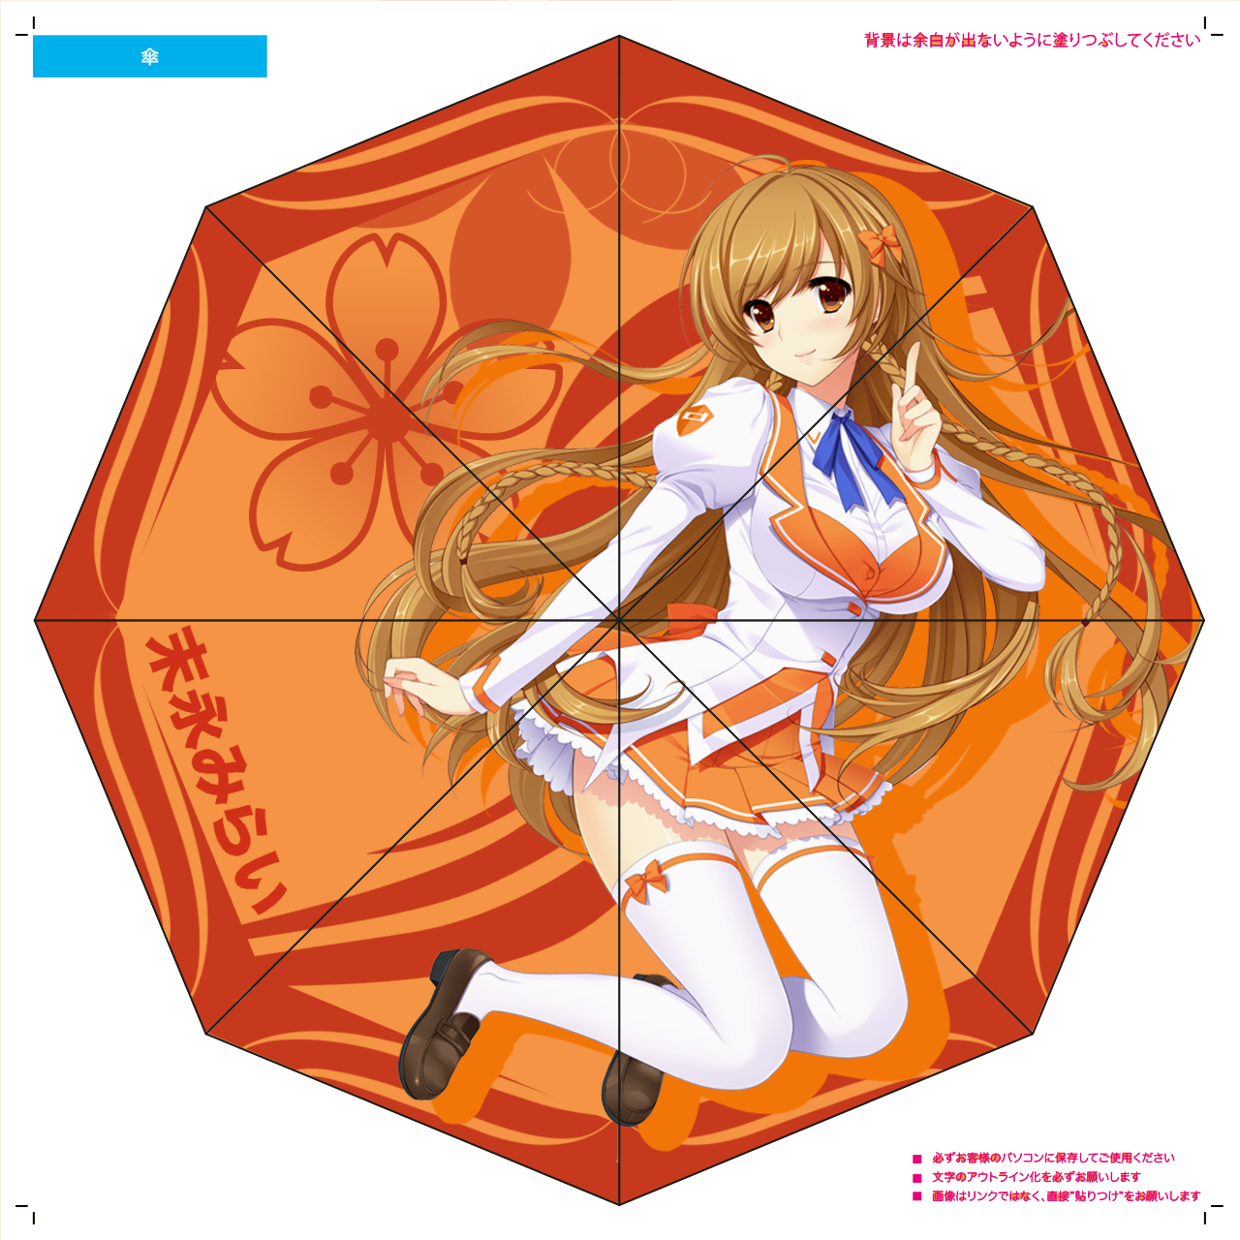 傘
背景は余白が出ないように塗りつぶしてください
末永みらい
■ 必ずお客様のパソコンに保存してご使用ください
■ 文字のアウトライン化を必ずお願いします
■ 画像はリンクではなく、直接"貼りつけ"をお願いします